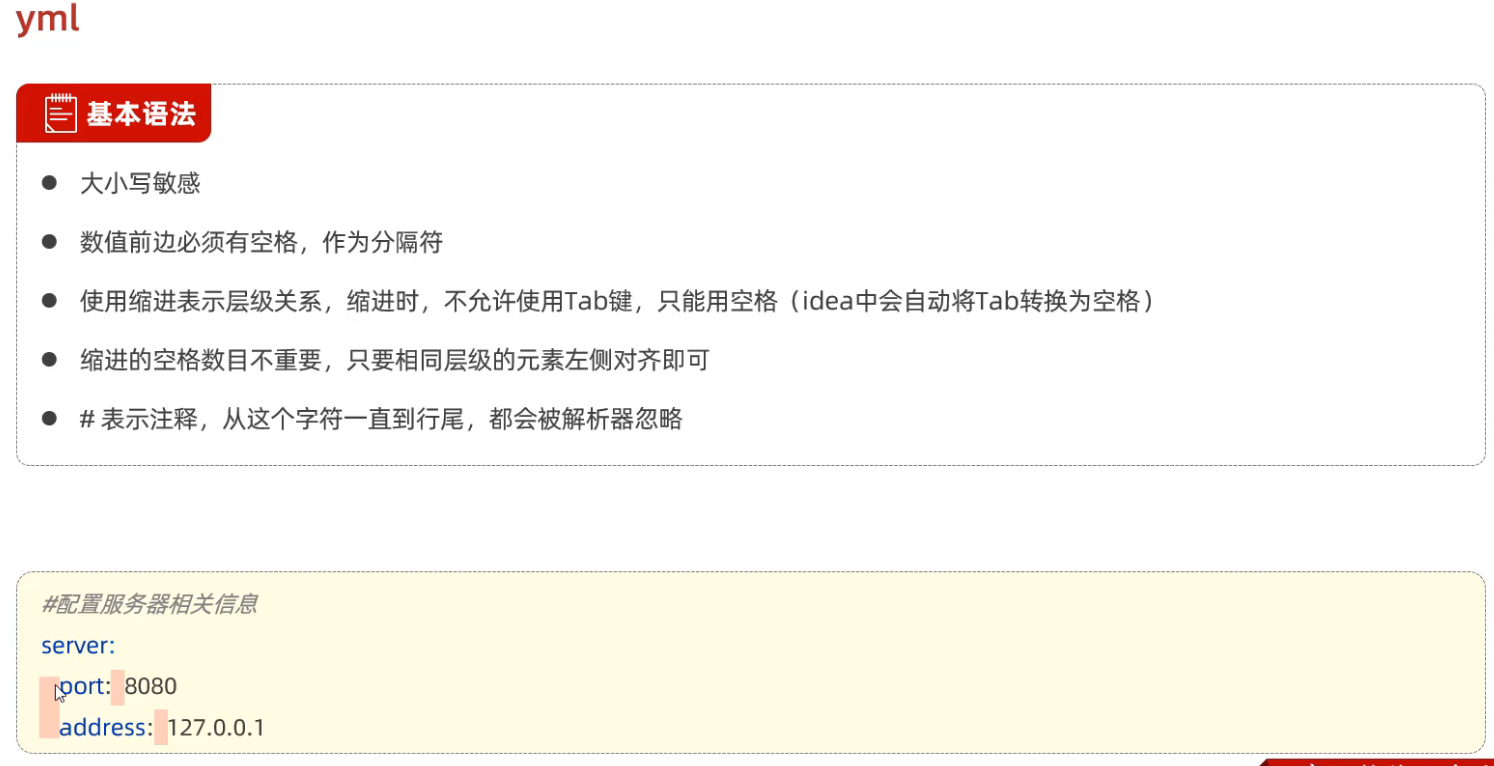 yml
基本语法
大小写敏感
数值前边必须有空格，作为分隔符
使用缩进表示层级关系，缩进时，不允许使用Tab键，只能用空格（idea中会自动将Tab转换为空格）
缩进的空格数目不重要，只要相同层级的元素左侧对齐即可
# 表示注释，从这个字符一直到行尾，都会被解析器忽略
#配置服务器相关信息
server:
port: 8080
address: 127.0.0.1